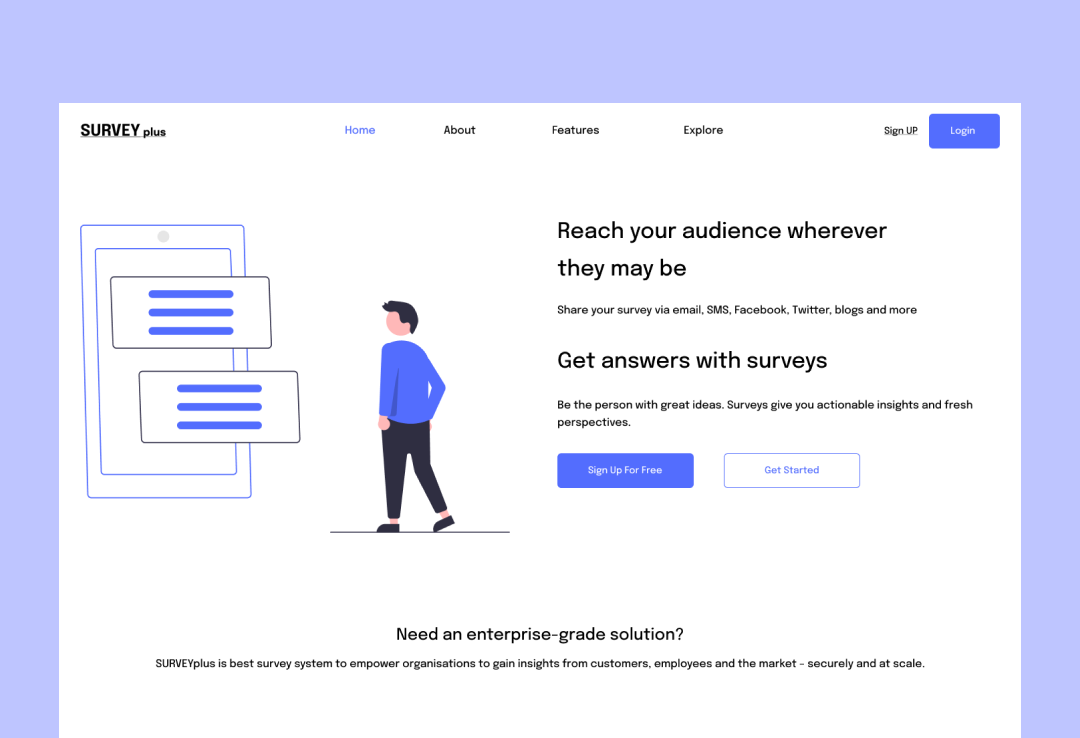 SURVEY plus
Home
About
Features
Explore
Sign UP
Login
Reach your audience wherever
they may be
Share your survey via email, SMS, Facebook, Twitter, blogs and more
Get answers with surveys
Be the person with great ideas. Surveys give you actionable insights and fresh
perspectives.
Sign Up For Free
Get Started
Need an enterprise-grade solution?
SURVEYplus is best survey system to empower organisations to gain insights from customers, employees and the market – securely and at scale.